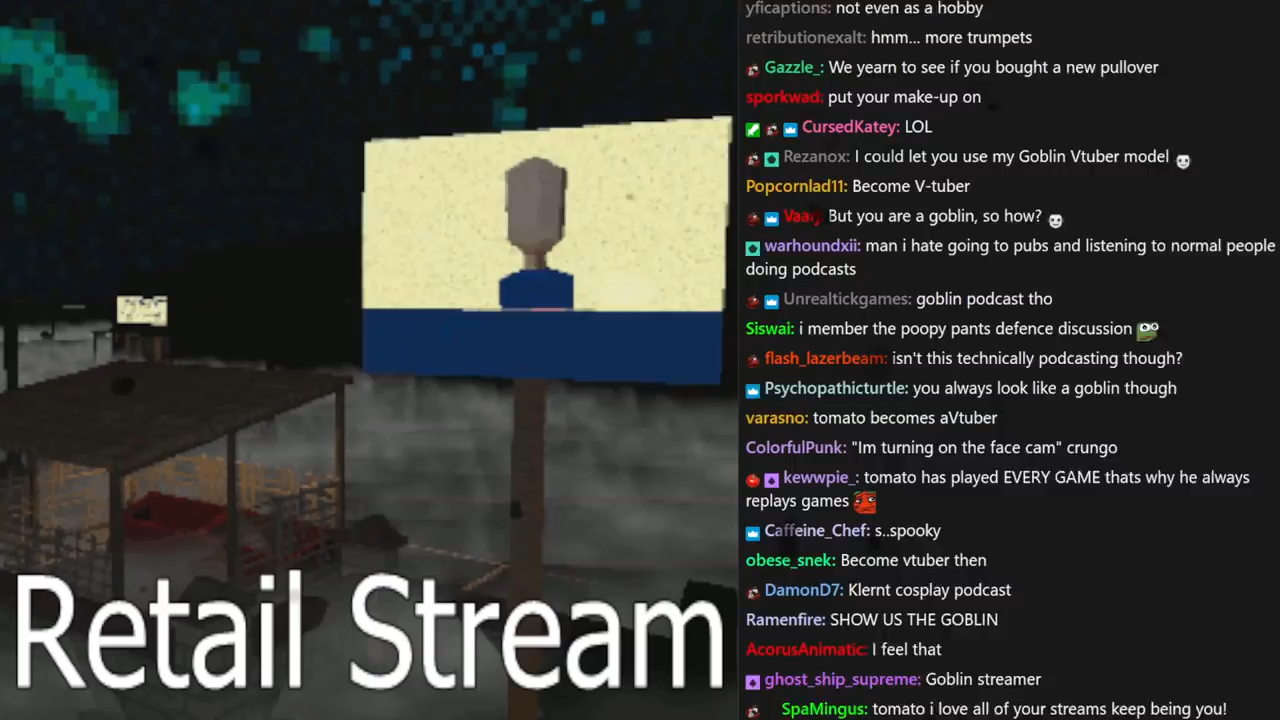 yficaptions: not even as a hobby
retributionexalt: hmm... more trumpets
Gazzle_: We yearn to see if you bought a new pullover
sporkwad: put your make-up on
CursedKatey: LOL
Rezanox: I could let you use my Goblin Vtuber model
Popcornlad11: Become V-tuber
Vaarj: But you are a goblin, so how?
warhoundxii: man i hate going to pubs and listening to normal people
doing podcasts
Unrealtickgames: goblin podcast tho
Siswai: i member the poopy pants defence discussion
flash_lazerbeam: isn't this technically podcasting though?
Psychopathicturtle: you always look like a goblin though
varasno: tomato becomes aVtuber
ColorfulPunk: "Im turning on the face cam" crungo
kewwpie_: tomato has played EVERY GAME thats why he always
replays games
Caffeine_Chef: s..spooky
obese_snek: Become vtuber then
DamonD7: Klernt cosplay podcast
Ramenfire: SHOW US THE GOBLIN
AcorusAnimatic: I feel that
ghost_ship_supreme: Goblin streamer
SpaMingus: tomato i love all of your streams keep being you!
Retail Stream